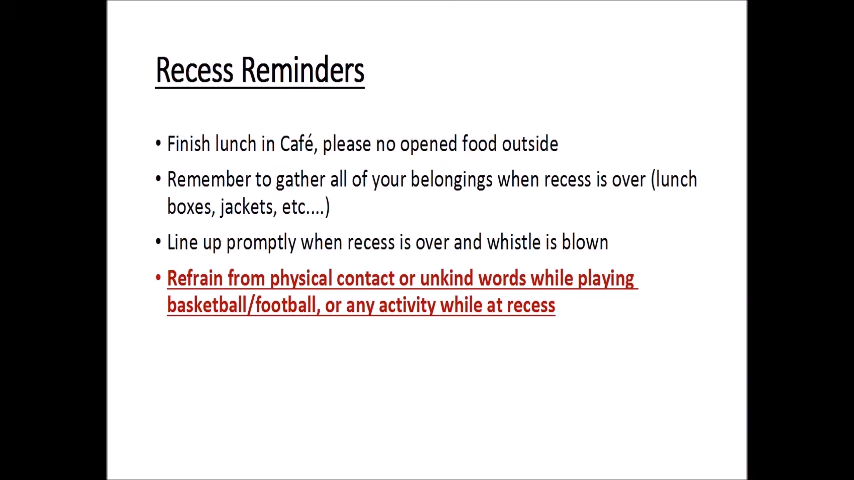 Recess Reminders
• Finish lunch in Café, please no opened food outside
• Remember to gather all of your belongings when recess is over (lunch
boxes, jackets, etc....)
• Line up promptly when recess is over and whistle is blown
• Refrain from physical contact or unkind words while playing
basketball/football, or any activity while at recess